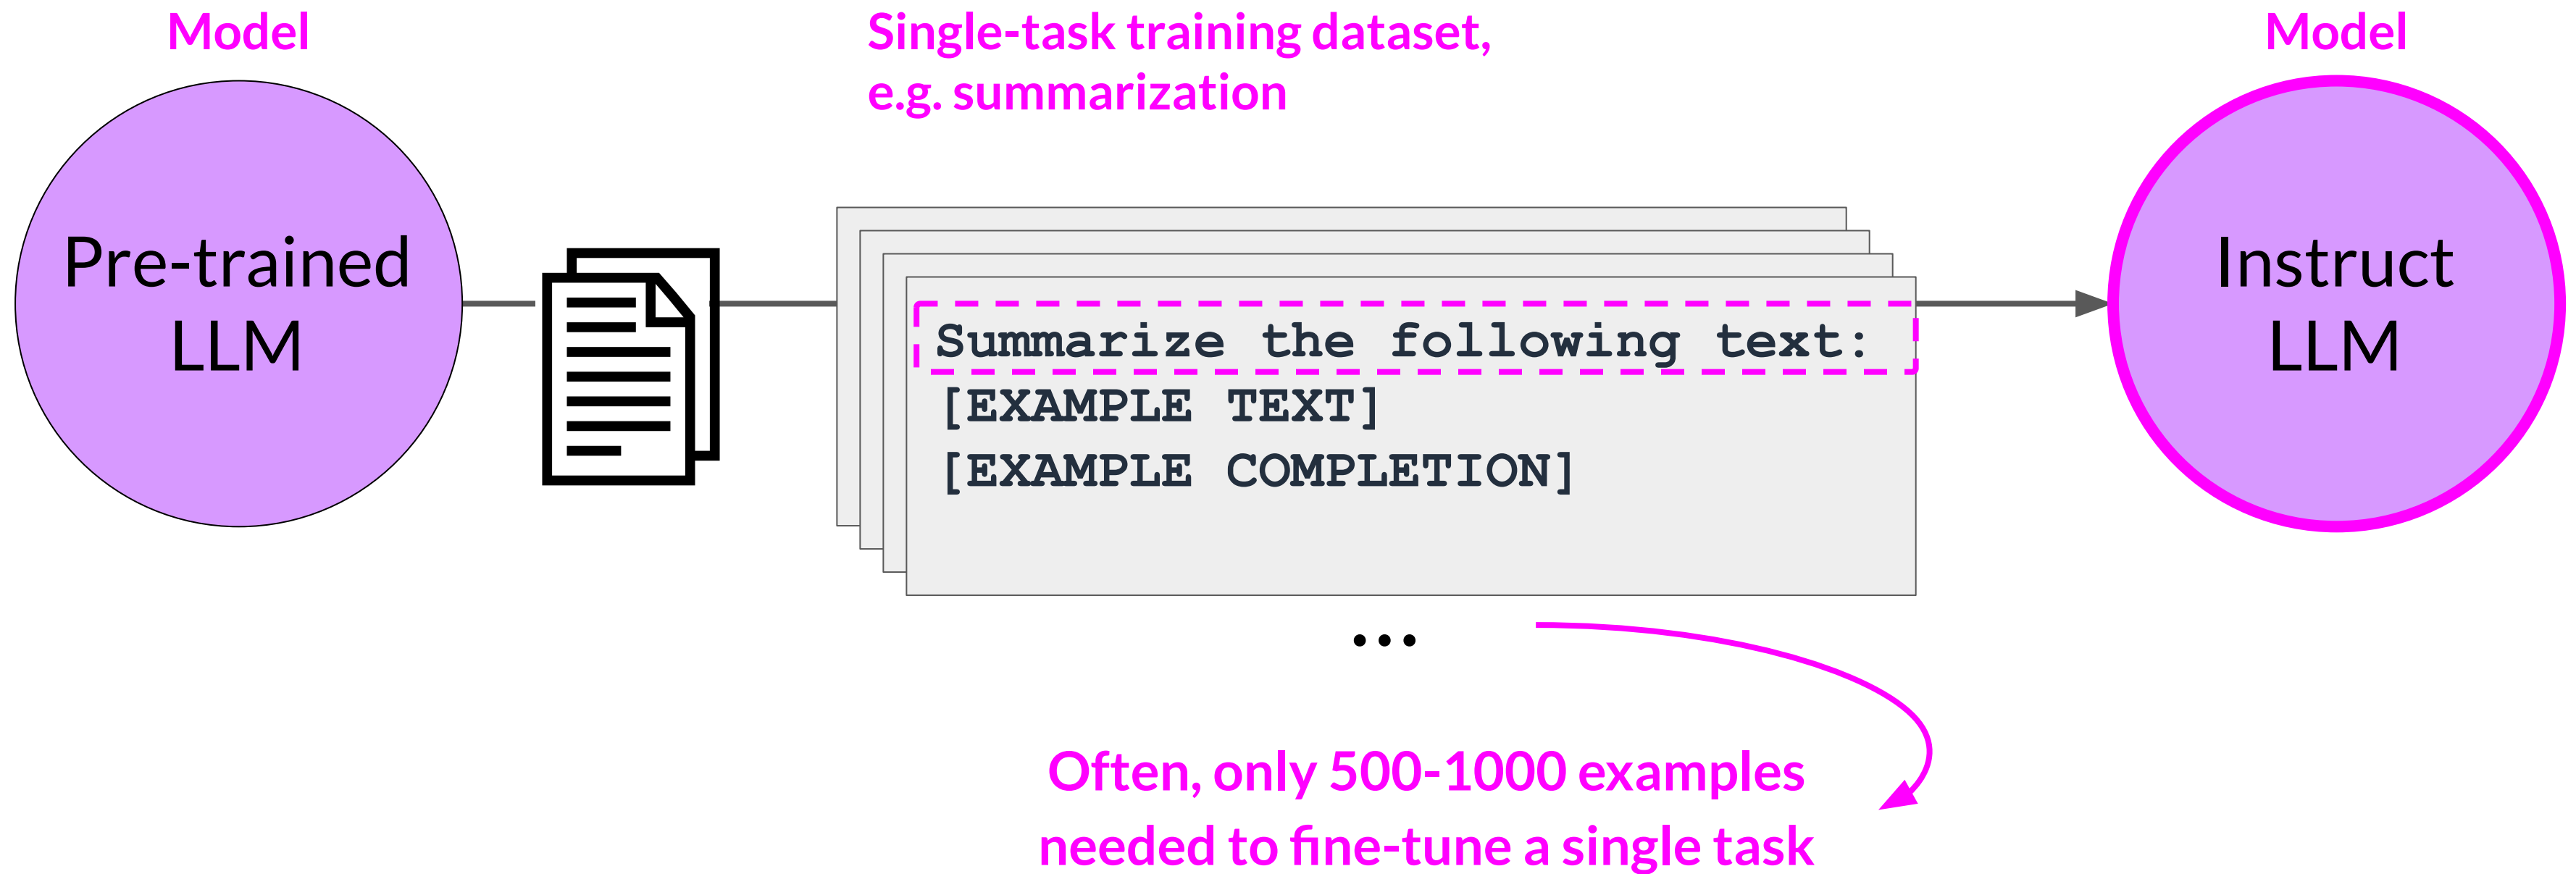 Model
Single-task training dataset,
e.g. summarization
Model
Pre-trained
LLM
Summarize the following text:
[EXAMPLE TEXT]
[EXAMPLE COMPLETION]
...
Instruct
LLM
Often, only 500-1000 examples
needed to fine-tune a single task